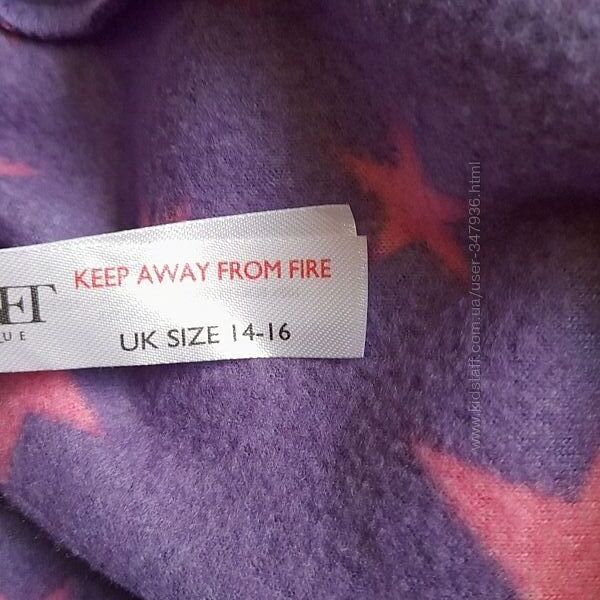 KEEP AWAY FROM FIRE
UK SIZE 14-16
www.kidstaff.com.ua/user-347936.html